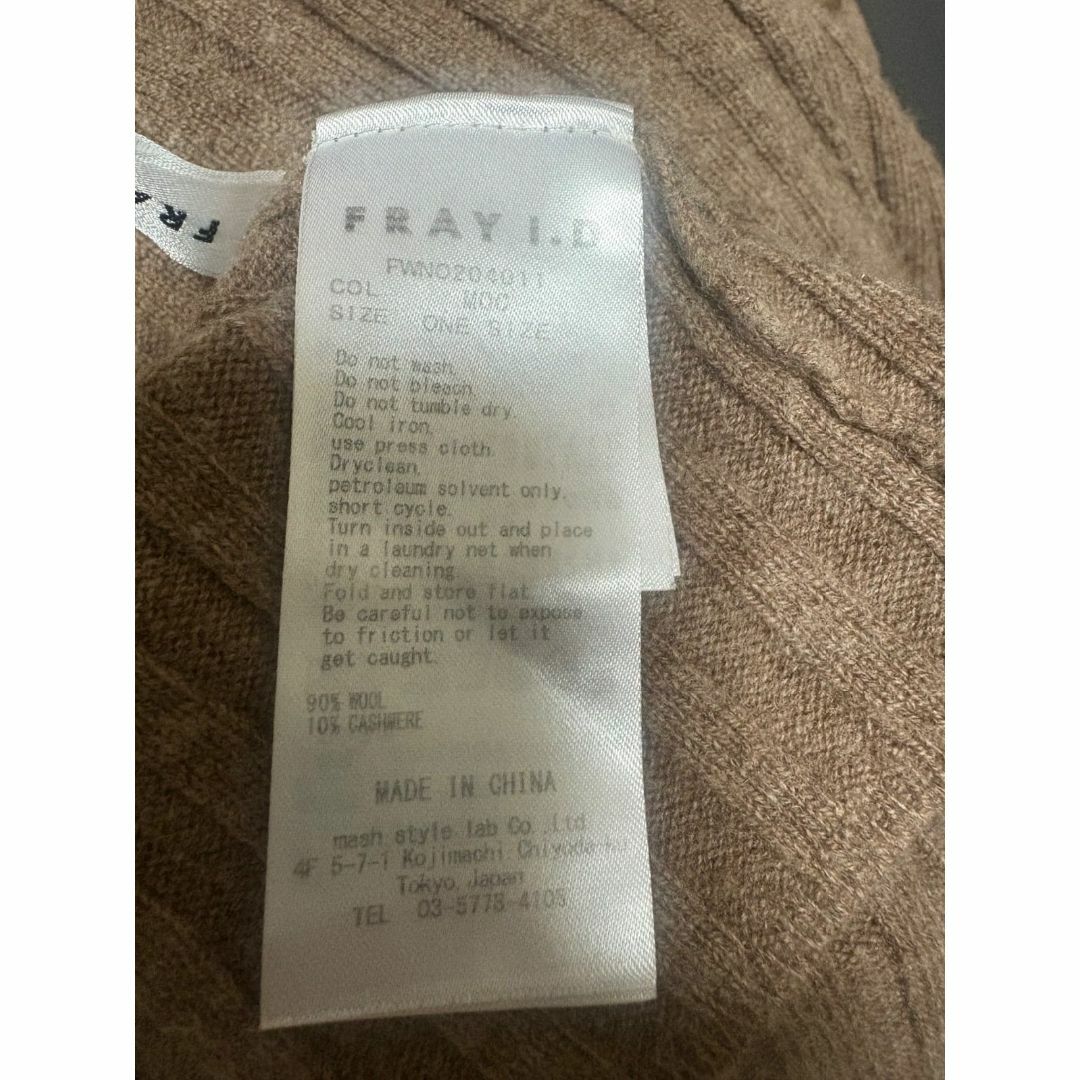 FRAY I.D
FWNO204011
COL MOC
SIZE ONE SIZE
Do not wash.
Do not bleach.
Do not tumble dry.
Cool iron.
use press cloth.
Dryclean.
petroleum solvent only.
short cycle.
Turn inside out and place
in a laundry net when
dry cleaning
Fold and store flat.
Be careful not to expose
to friction or let it
get caught.
90% WOOL
10% CASHMERE
MADE IN CHINA
mash style lab Co.,Ltd
4F 5-7-1 Kojimachi Chiyoda-ku
Tokyo, Japan
TEL 03-5778-4103
FRA